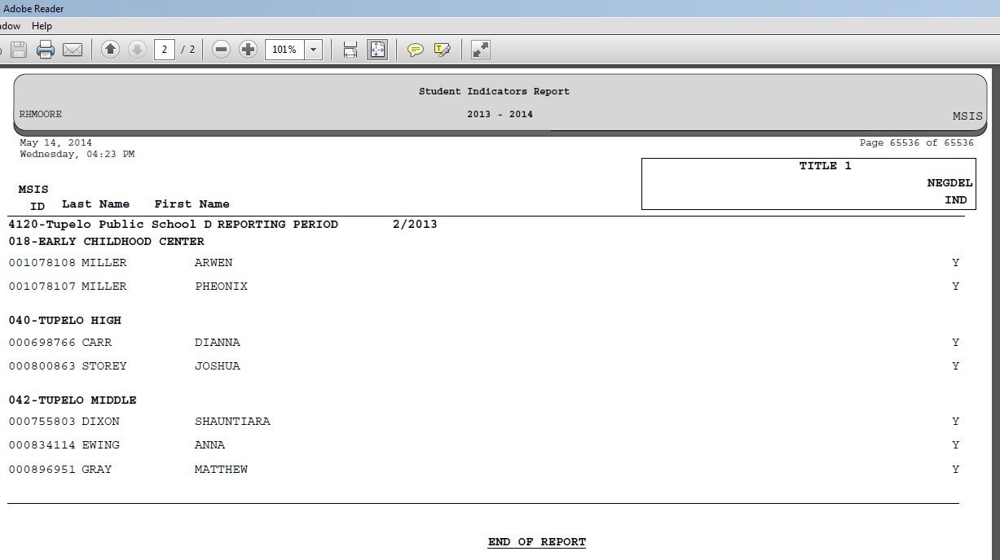 Adobe Reader
ndow Help
2 / 2 101%
Student Indicators Report
RHMOORE 2013 - 2014 MSIS
May 14, 2014 Page 65536 of 65536
Wednesday, 04:23 PM
TITLE 1
MSIS NEGDEL
ID Last Name First Name IND
4120-Tupelo Public School D REPORTING PERIOD 2/2013
018-EARLY CHILDHOOD CENTER
001078108 MILLER ARWEN Y
001078107 MILLER PHEONIX Y
040-TUPELO HIGH
000698766 CARR DIANNA Y
000800863 STOREY JOSHUA Y
042-TUPELO MIDDLE
000755803 DIXON SHAUNTIARA Y
000834114 EWING ANNA Y
000896951 GRAY MATTHEW Y
END OF REPORT